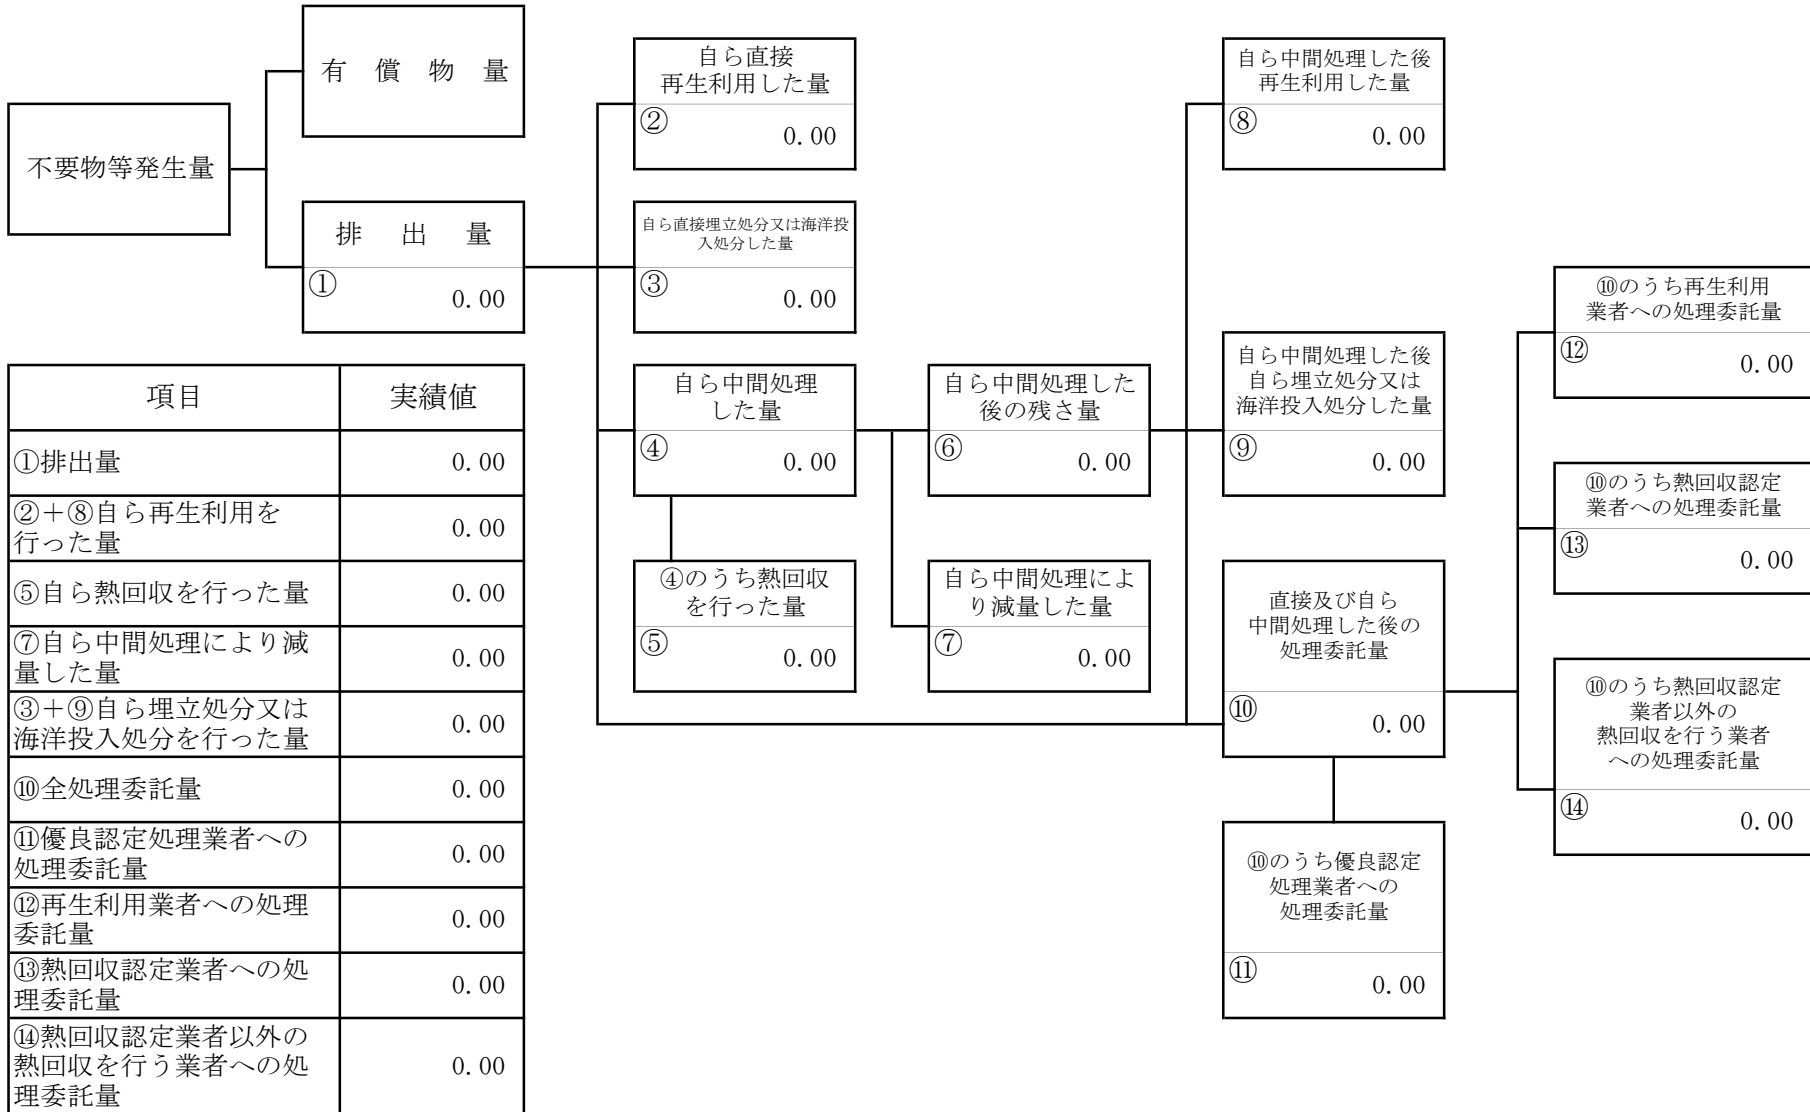 有 償 物 量
不要物等発生量
排 出 量
①
0.00
自ら直接
再生利用した量
②
0.00
自ら直接埋立処分又は海洋投
入処分した量
③
0.00
自ら中間処理
した量
④
0.00
④のうち熱回収
を行った量
⑤
0.00
自ら中間処理した
後の残さ量
⑥
0.00
自ら中間処理によ
り減量した量
⑦
0.00
自ら中間処理した後
再生利用した量
⑧
0.00
自ら中間処理した後
自ら埋立処分又は
海洋投入処分した量
⑨
0.00
直接及び自ら
中間処理した後の
処理委託量
⑩
0.00
⑩のうち優良認定
処理業者への
処理委託量
⑪
0.00
⑩のうち再生利用
業者への処理委託量
⑫
0.00
⑩のうち熱回収認定
業者への処理委託量
⑬
0.00
⑩のうち熱回収認定
業者以外の
熱回収を行う業者
への処理委託量
⑭
0.00
項目 実績値
①排出量 0.00
②＋⑧自ら再生利用を
行った量 0.00
⑤自ら熱回収を行った量 0.00
⑦自ら中間処理により減
量した量 0.00
③＋⑨自ら埋立処分又は
海洋投入処分を行った量 0.00
⑩全処理委託量 0.00
⑪優良認定処理業者への
処理委託量 0.00
⑫再生利用業者への処理
委託量 0.00
⑬熱回収認定業者への処
理委託量 0.00
⑭熱回収認定業者以外の
熱回収を行う業者への処
理委託量 0.00